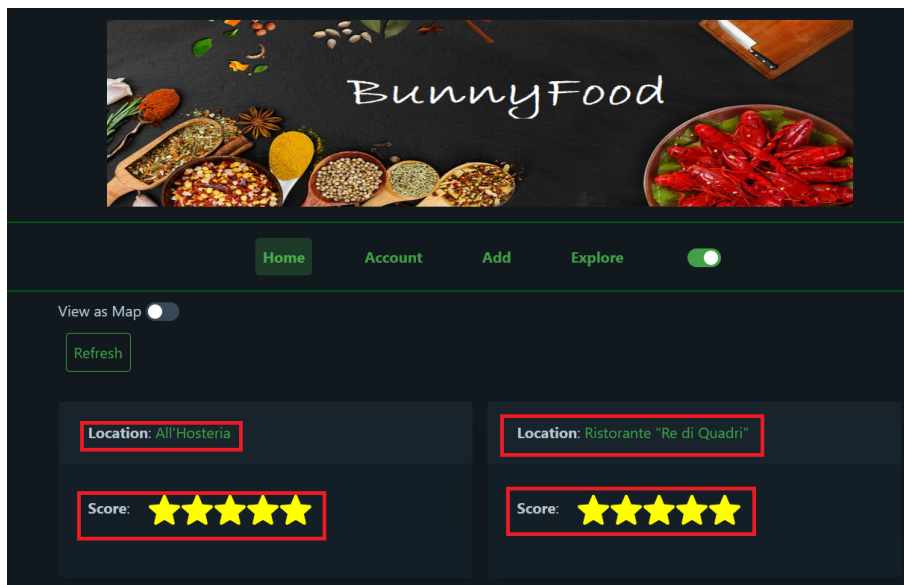 BunnyFood
Home Account Add Explore
View as Map
Refresh
Location: All'Hosteria
Location: Ristorante "Re di Quadri"
Score:
Score: